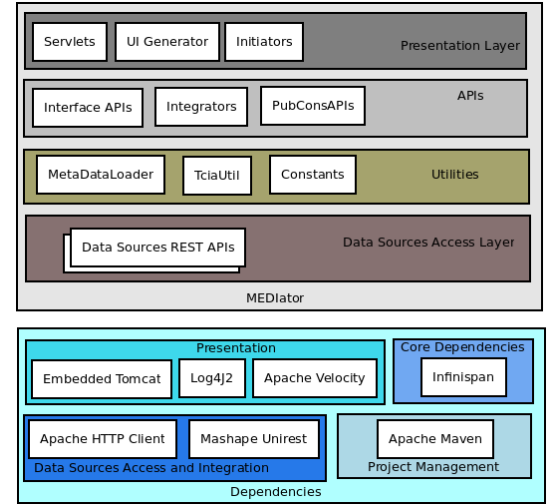 Servlets UI Generator Initiators Presentation Layer
Interface APIs Integrators PubConsAPIs APIs
MetaDataLoader TciaUtil Constants Utilities
Data Sources REST APIs Data Sources Access Layer
MEDIator
Presentation Core Dependencies
Embedded Tomcat Log4J2 Apache Velocity Infinispan
Apache HTTP Client Mashape Unirest Apache Maven
Data Sources Access and Integration Project Management
Dependencies